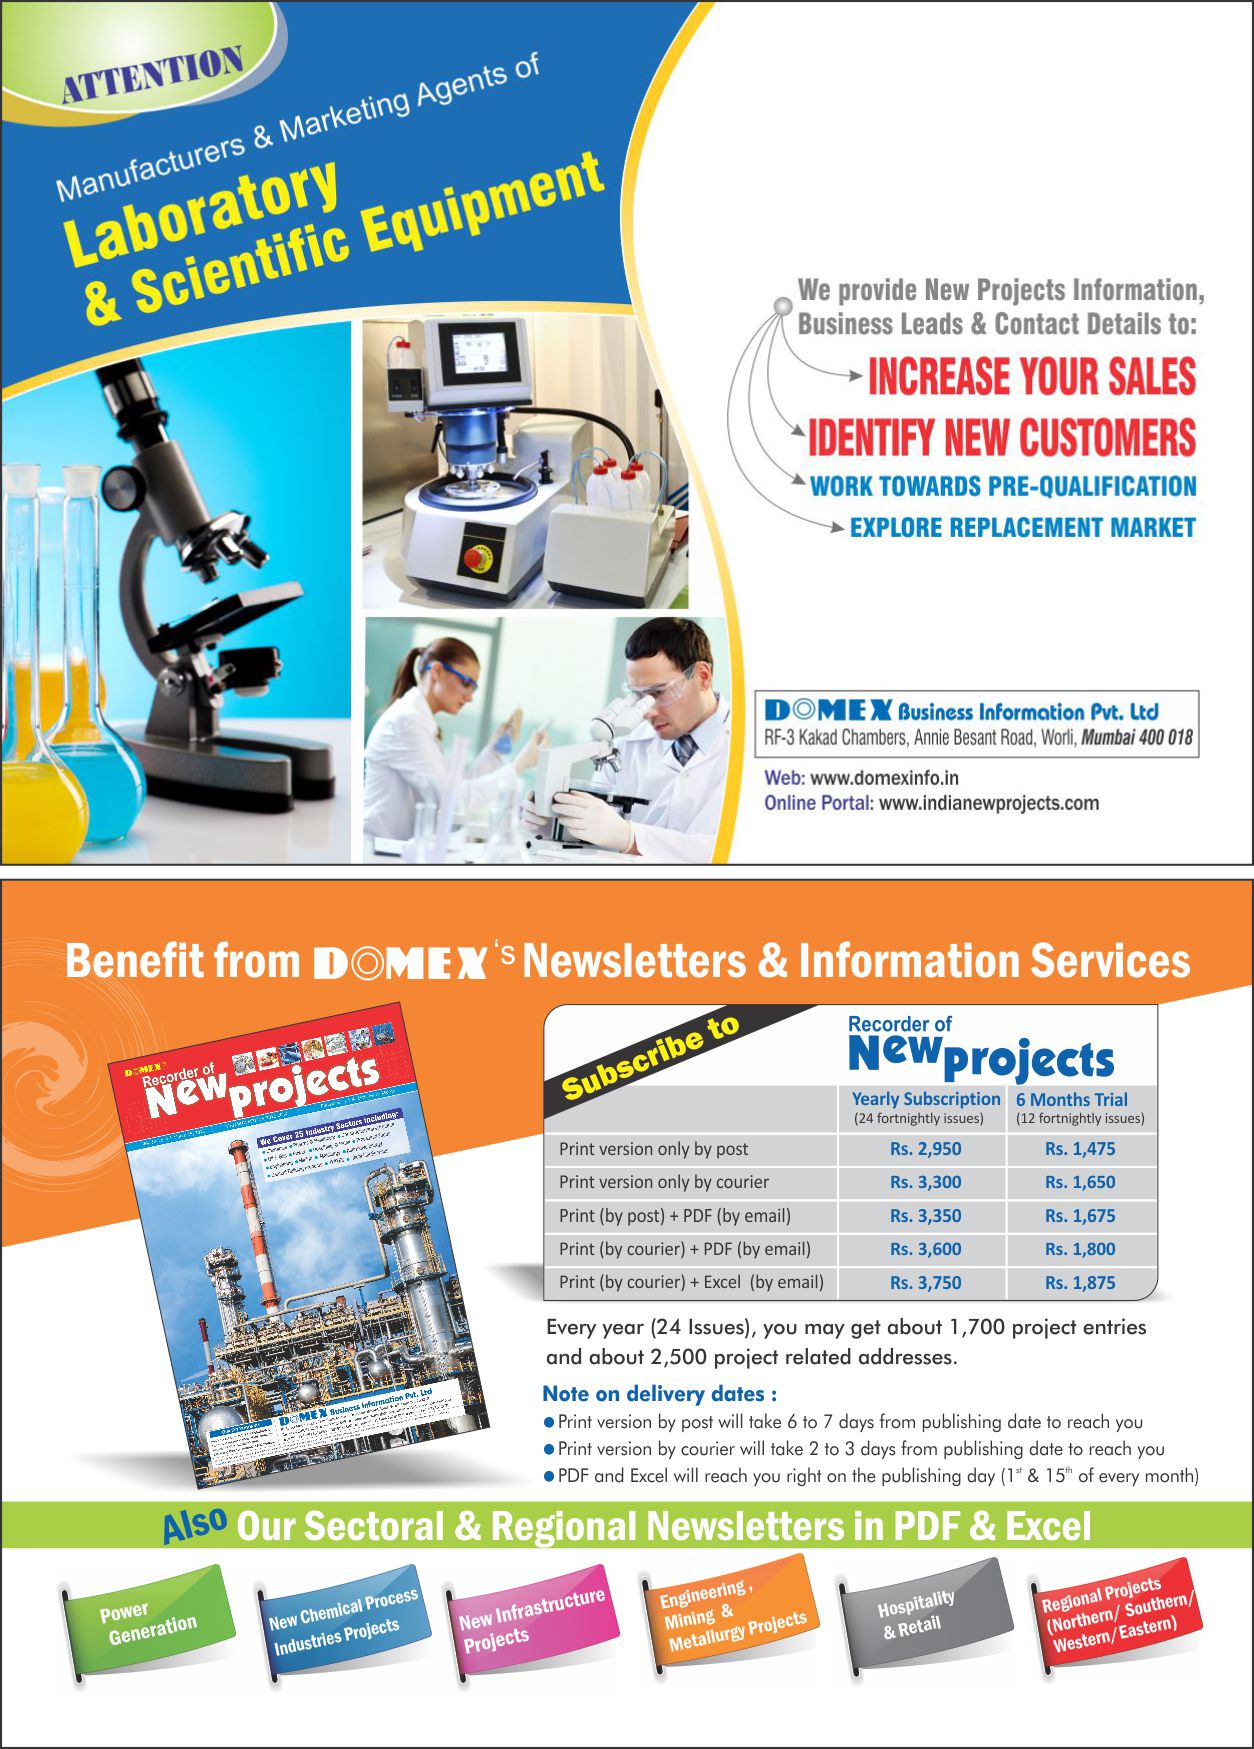 ATTENTION
Manufacturers & Marketing Agents of
Laboratory
& Scientific Equipment
We provide New Projects Information,
Business Leads & Contact Details to:
INCREASE YOUR SALES
IDENTIFY NEW CUSTOMERS
WORK TOWARDS PRE-QUALIFICATION
EXPLORE REPLACEMENT MARKET
DOMEX Business Information Pvt. Ltd
RF-3 Kakad Chambers, Annie Besant Road, Worli, Mumbai 400 018
Web: www.domexinfo.in
Online Portal: www.indianewprojects.com
Benefit from DOMEX's Newsletters & Information Services
DOMEX
Recorder of
New projects
We Cover 25 Industry Sectors including:
DOMEX Business Information Pvt. Ltd
Subscribe to
Recorder of
New projects
Yearly Subscription 6 Months Trial
(24 fortnightly issues) (12 fortnightly issues)
Print version only by post Rs. 2,950 Rs. 1,475
Print version only by courier Rs. 3,300 Rs. 1,650
Print (by post) + PDF (by email) Rs. 3,350 Rs. 1,675
Print (by courier) + PDF (by email) Rs. 3,600 Rs. 1,800
Print (by courier) + Excel (by email) Rs. 3,750 Rs. 1,875
Every year (24 Issues), you may get about 1,700 project entries
and about 2,500 project related addresses.
Note on delivery dates :
● Print version by post will take 6 to 7 days from publishing date to reach you
● Print version by courier will take 2 to 3 days from publishing date to reach you
● PDF and Excel will reach you right on the publishing day (1st & 15th of every month)
Also Our Sectoral & Regional Newsletters in PDF & Excel
Power
Generation
New Chemical Process
Industries Projects
New Infrastructure
Projects
Engineering ,
Mining &
Metallurgy Projects
Hospitality
& Retail
Regional Projects
(Northern/ Southern/
Western/Eastern)